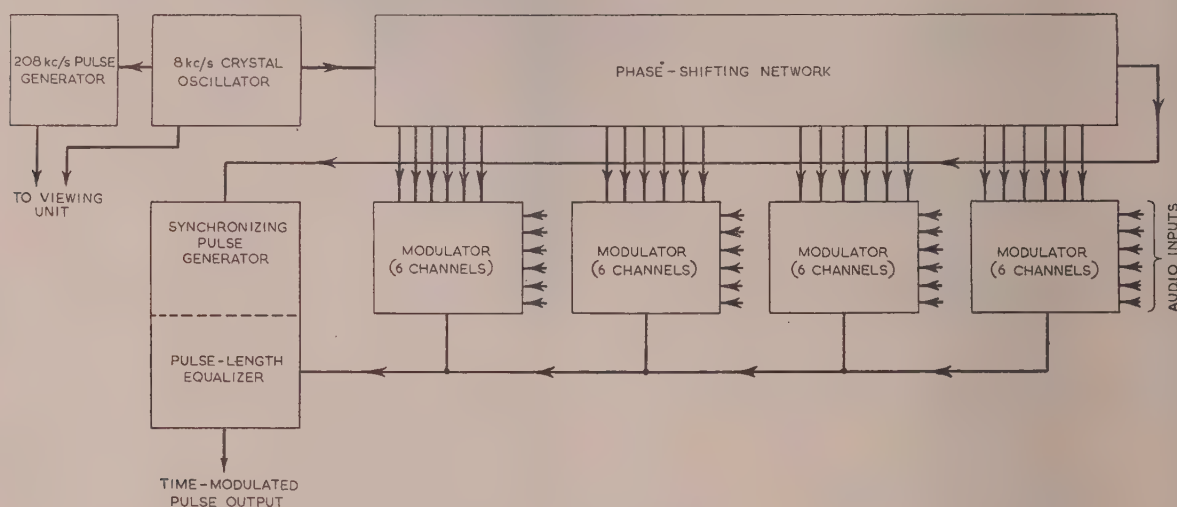 208 kc/s PULSE
GENERATOR
8 kc/s CRYSTAL
OSCILLATOR
PHASE-SHIFTING NETWORK
TO VIEWING
UNIT
SYNCHRONIZING
PULSE
GENERATOR
MODULATOR
(6 CHANNELS)
MODULATOR
(6 CHANNELS)
MODULATOR
(6 CHANNELS)
MODULATOR
(6 CHANNELS)
AUDIO INPUTS
PULSE-LENGTH
EQUALIZER
TIME-MODULATED
PULSE OUTPUT